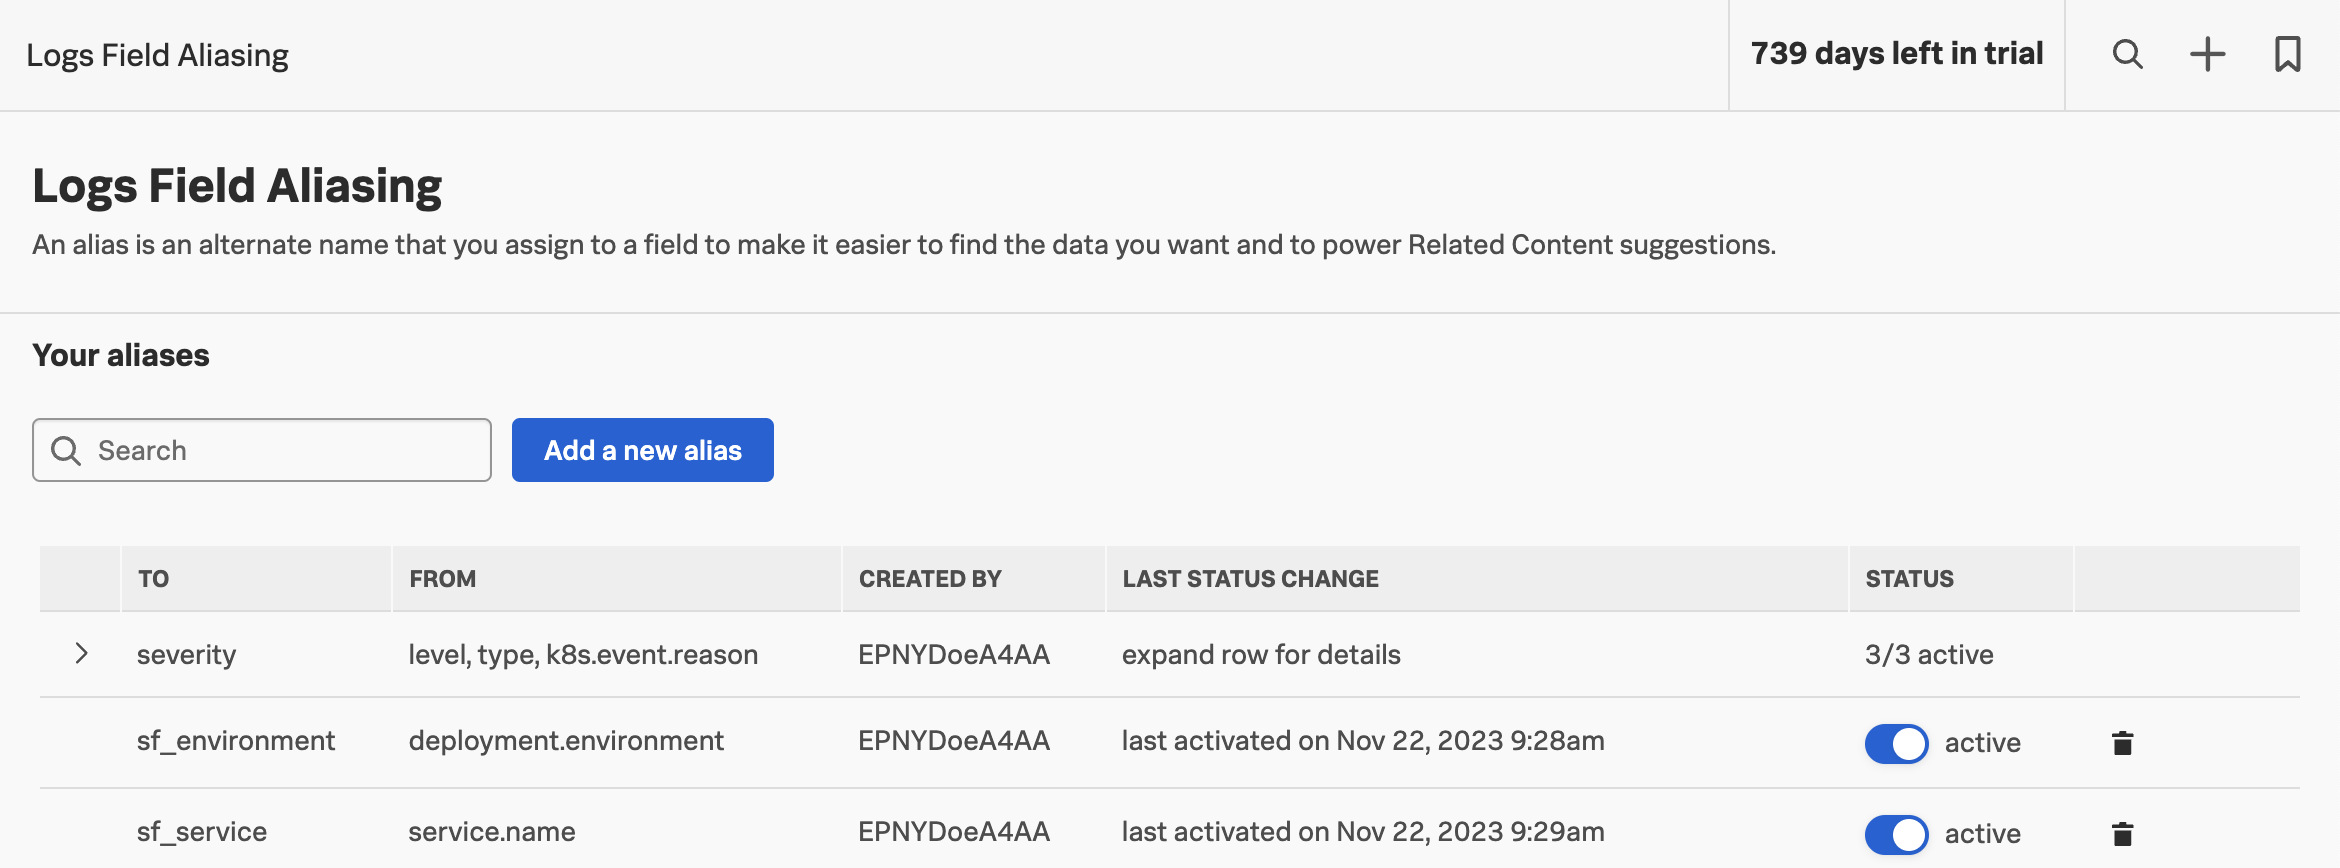 Logs Field Aliasing
739 days left in trial
Logs Field Aliasing
An alias is an alternate name that you assign to a field to make it easier to find the data you want and to power Related Content suggestions.
Your aliases
Search
Add a new alias
TO FROM CREATED BY LAST STATUS CHANGE STATUS
severity level, type, k8s.event.reason EPNYDoeA4AA expand row for details 3/3 active
sf_environment deployment.environment EPNYDoeA4AA last activated on Nov 22, 2023 9:28am active
sf_service service.name EPNYDoeA4AA last activated on Nov 22, 2023 9:29am active